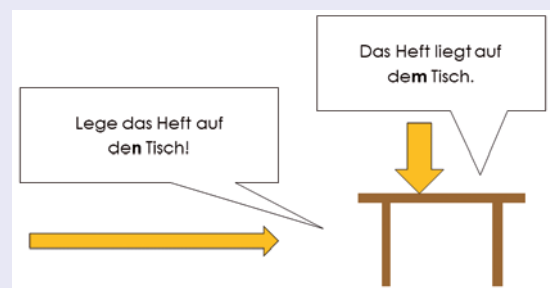 Das Heft liegt auf
dem Tisch.
Lege das Heft auf
den Tisch!